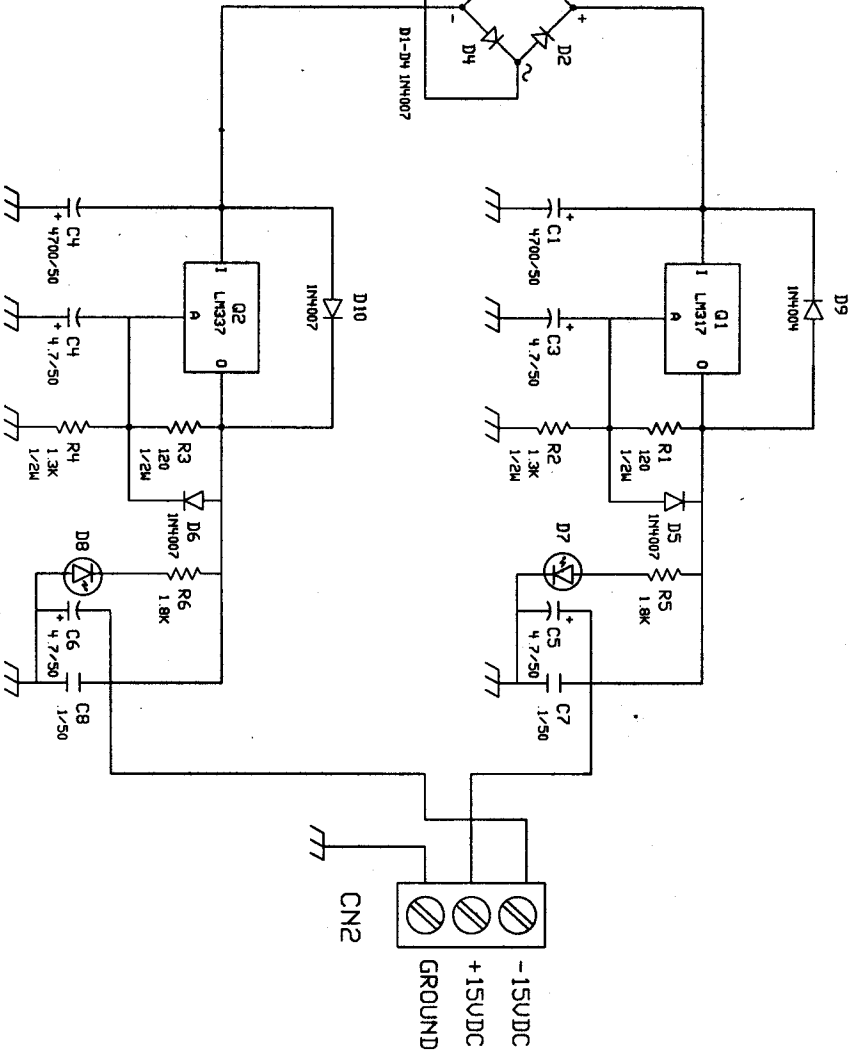 D1-D4 1N4007
-
+
~
D4
D2
D9
1N4004
C1
4700/50
+
Q1
LM317
I
A
O
C3
4.7/50
+
R1
120
1/2W
R2
1.3K
1/2W
D5
1N4007
D7
R5
1.8K
C5
4.7/50
+
C7
.1/50
D10
1N4007
C4
4700/50
+
Q2
LM337
I
A
O
C4
4.7/50
+
R3
120
1/2W
R4
1.3K
1/2W
D6
1N4007
D8
R6
1.8K
C6
4.7/50
+
C8
.1/50
CN2
-15VDC
+15VDC
GROUND